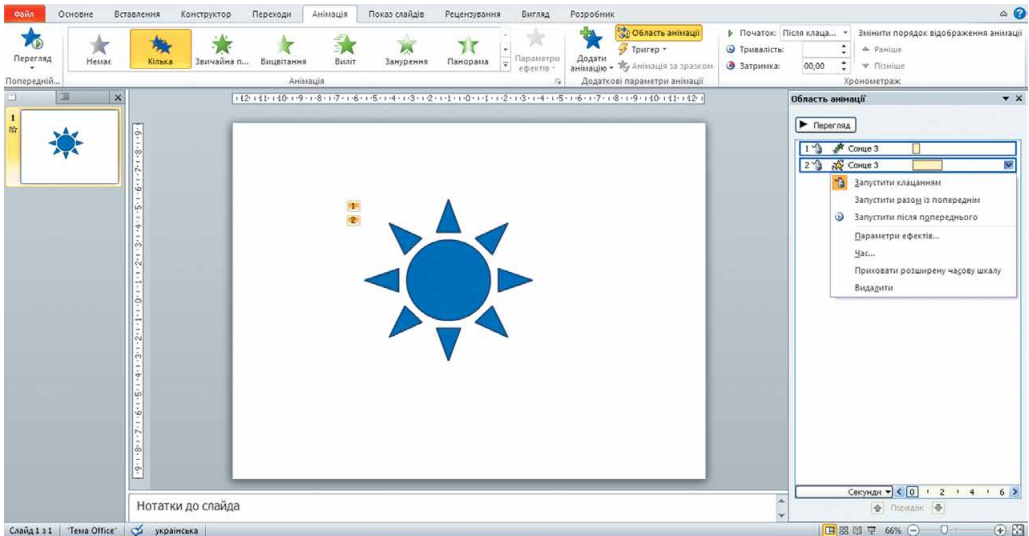 Файл Основне Вставлення Конструктор Переходи Анімація Показ слайдів Рецензування Вигляд Розробник
Перегляд
Попередній...
Немає Кілька Звичайна п... Вицвітання Виліт Занурення Панорама
Параметри ефектів
Анімація
Додати анімацію
Область анімації
Тригер
Анімація за зразком
Додаткові параметри анімації
Початок: Після клаца...
Тривалість:
Затримка: 00,00
Змінити порядок відображення анімації
Раніше
Пізніше
Хронометраж
1
1
2
Область анімації
Перегляд
1 Сонце 3
2 Сонце 3
Запустити клацанням
Запустити разом із попереднім
Запустити після попереднього
Параметри ефектів...
Час...
Приховати розширену часову шкалу
Видалити
Секунди 0 2 4 6
Порядок
Нотатки до слайда
Слайд 1 з 1 "Тема Office" українська 66%